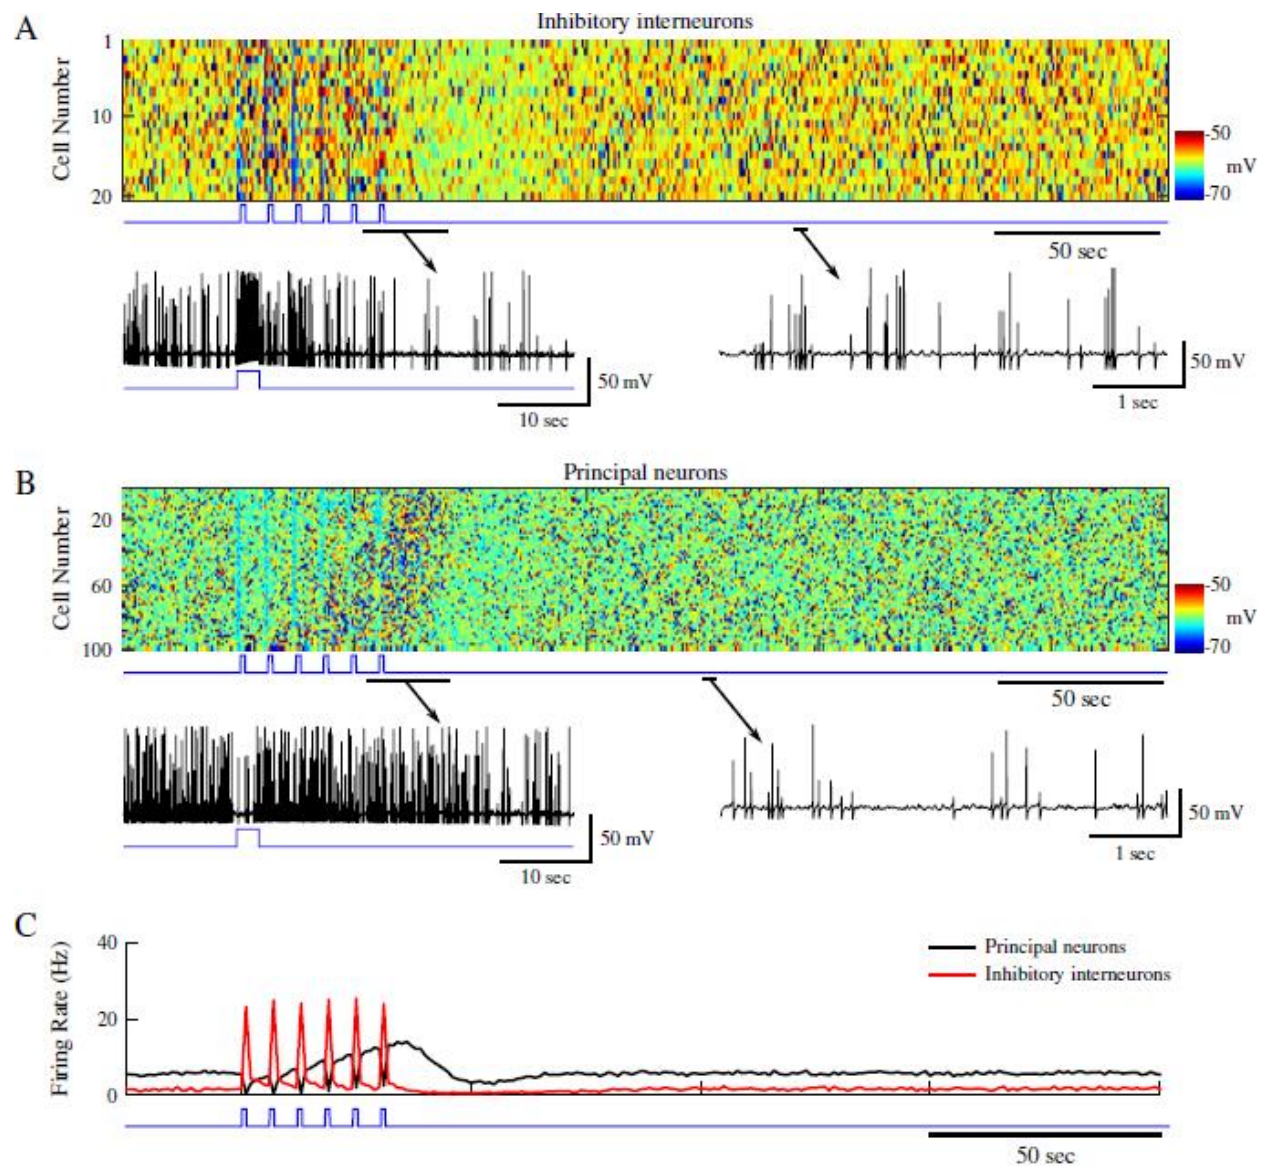 A
Inhibitory interneurons
1
10
20
Cell Number
-50
mV
-70
50 sec
50 mV
10 sec
50 mV
1 sec
B
Principal neurons
20
60
100
Cell Number
-50
mV
-70
50 sec
50 mV
10 sec
50 mV
1 sec
C
40
20
0
Firing Rate (Hz)
Principal neurons
Inhibitory interneurons
50 sec